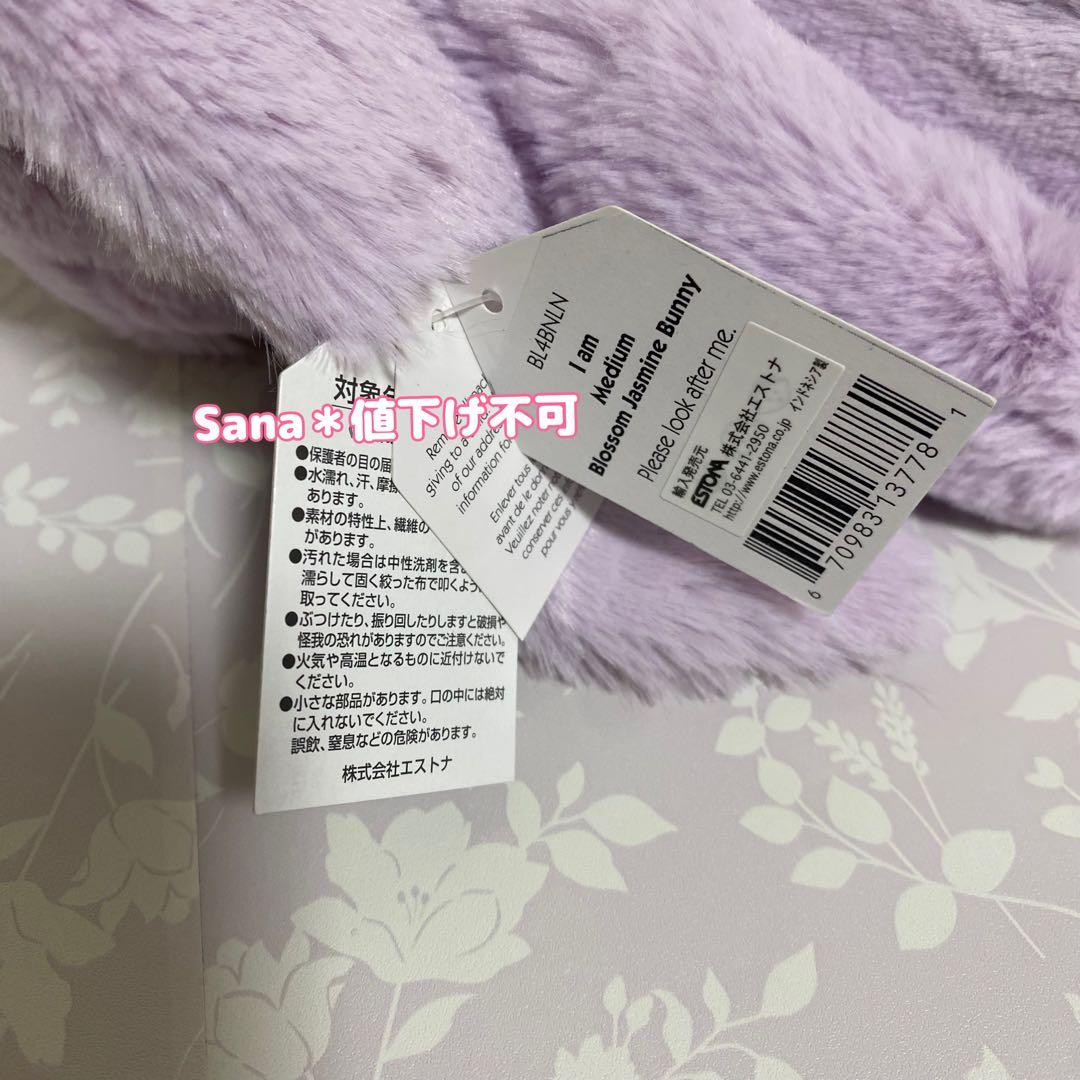 Sana＊値下げ不可
BL4BNLN
I am
Medium
Blossom Jasmine Bunny
Please look after me.
輸入発売元
ESTONA 株式会社エストナ
TEL 03-6441-2950
http://www.estona.co.jp
インドネシア製
6 70983 13778 1
giving to a
of our address
information for
Enlever tous
avant de le
Veuillez noter
conserver ces
pour vous
対象
●保護者の目の届
●水濡れ、汗、摩擦
あります。
●素材の特性上、繊維の
があります。
●汚れた場合は中性洗剤を含
濡らして固く絞った布で叩くよう
取ってください。
●ぶつけたり、振り回したりしますと破損や
怪我の恐れがありますのでご注意ください。
●火気や高温となるものに近付けないで
ください。
●小さな部品があります。口の中には絶対
に入れないでください。
誤飲、窒息などの危険があります。
株式会社エストナ